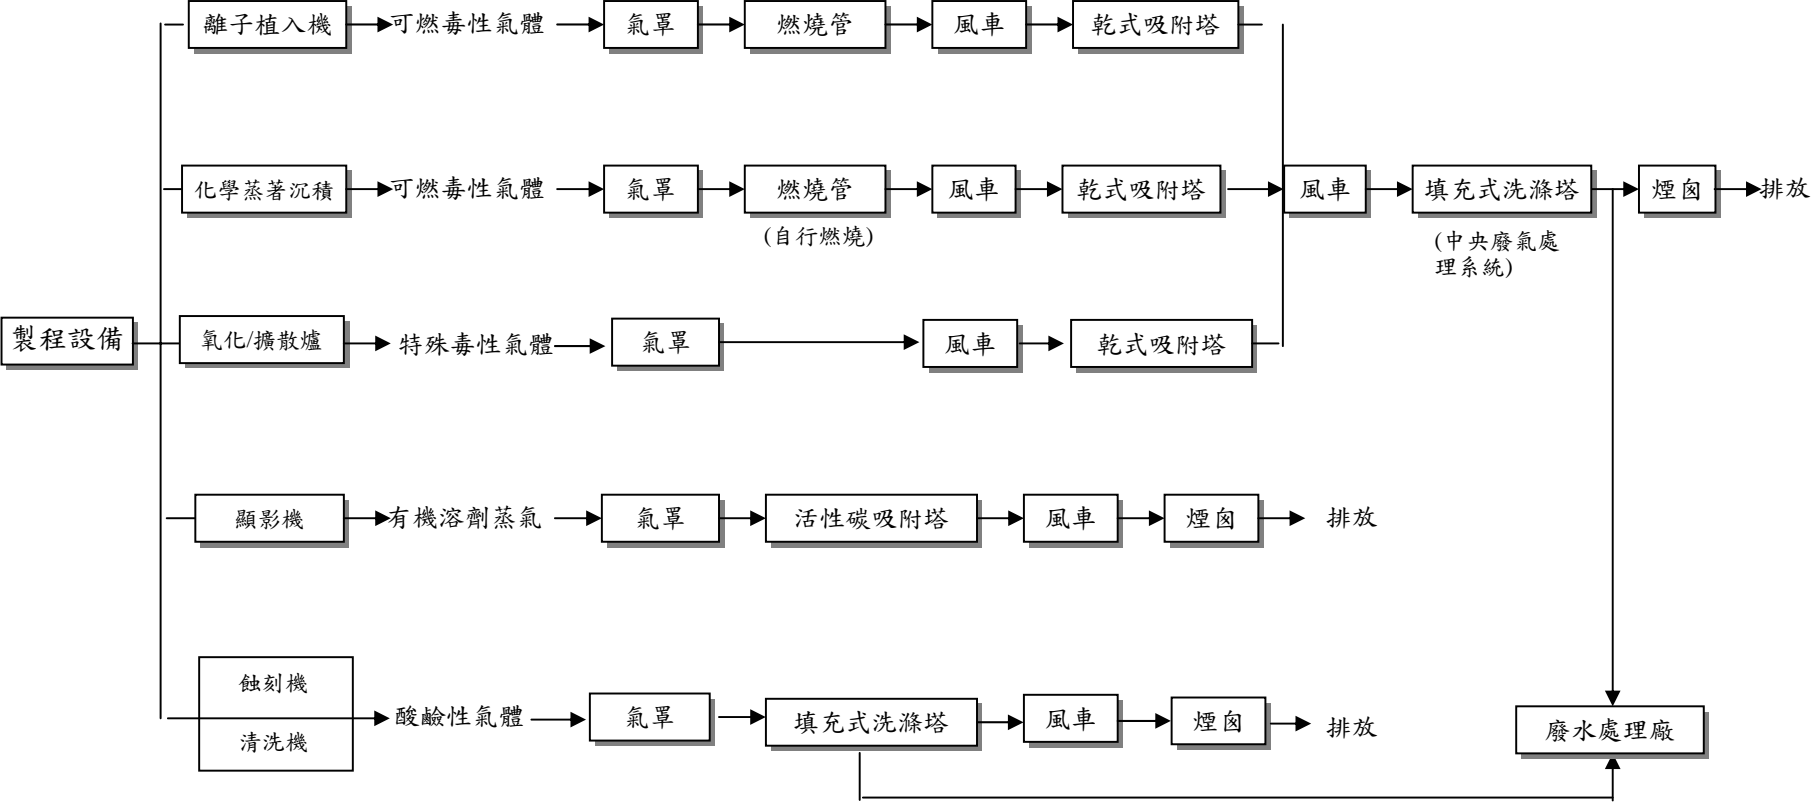 離子植入機
可燃毒性氣體
氣罩
燃燒管
風車
乾式吸附塔
化學蒸著沉積
可燃毒性氣體
氣罩
燃燒管
(自行燃燒)
風車
乾式吸附塔
風車
填充式洗滌塔
(中央廢氣處
理系統)
煙囪
排放
製程設備
氧化/擴散爐
特殊毒性氣體
氣罩
風車
乾式吸附塔
顯影機
有機溶劑蒸氣
氣罩
活性碳吸附塔
風車
煙囪
排放
蝕刻機
清洗機
酸鹼性氣體
氣罩
填充式洗滌塔
風車
煙囪
排放
廢水處理廠